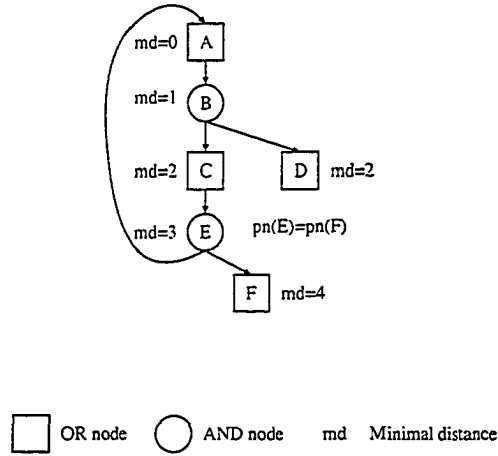 md=0 A
md=1 B
md=2 C D md=2
md=3 E pn(E)=pn(F)
F md=4
OR node AND node md Minimal distance